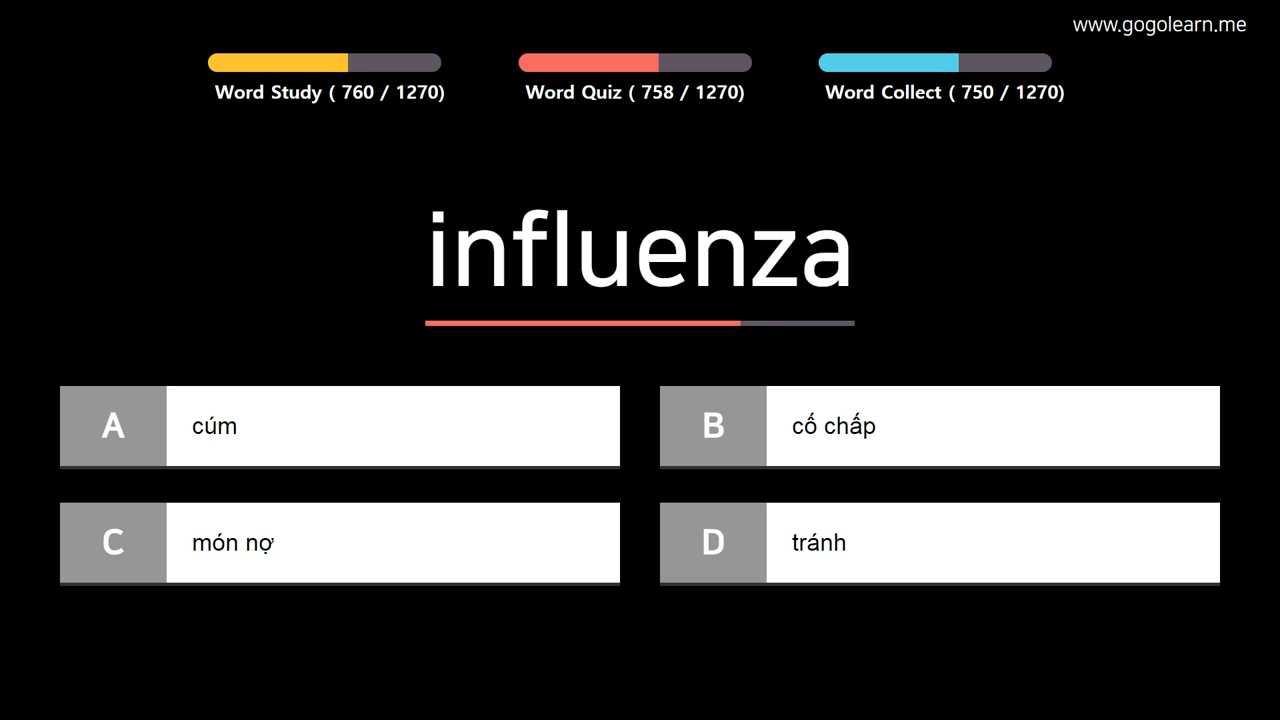 www.gogolearn.me
Word Study ( 760 / 1270)
Word Quiz ( 758 / 1270)
Word Collect ( 750 / 1270)
influenza
A
cúm
B
cố chấp
C
món nợ
D
tránh